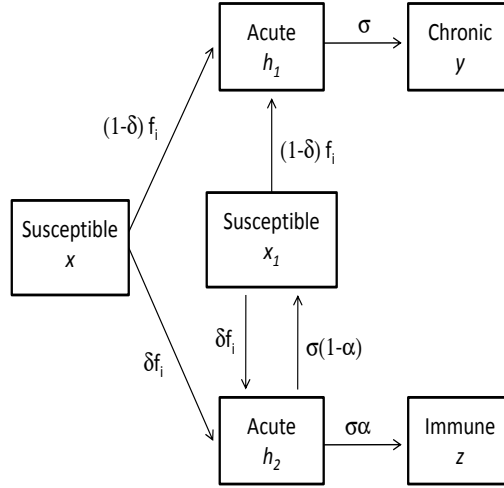 Acute
h1
σ
Chronic
y
(1-δ) fi
(1-δ) fi
Susceptible
x
Susceptible
x1
δfi
δfi
σ(1-α)
Acute
h2
σα
Immune
z